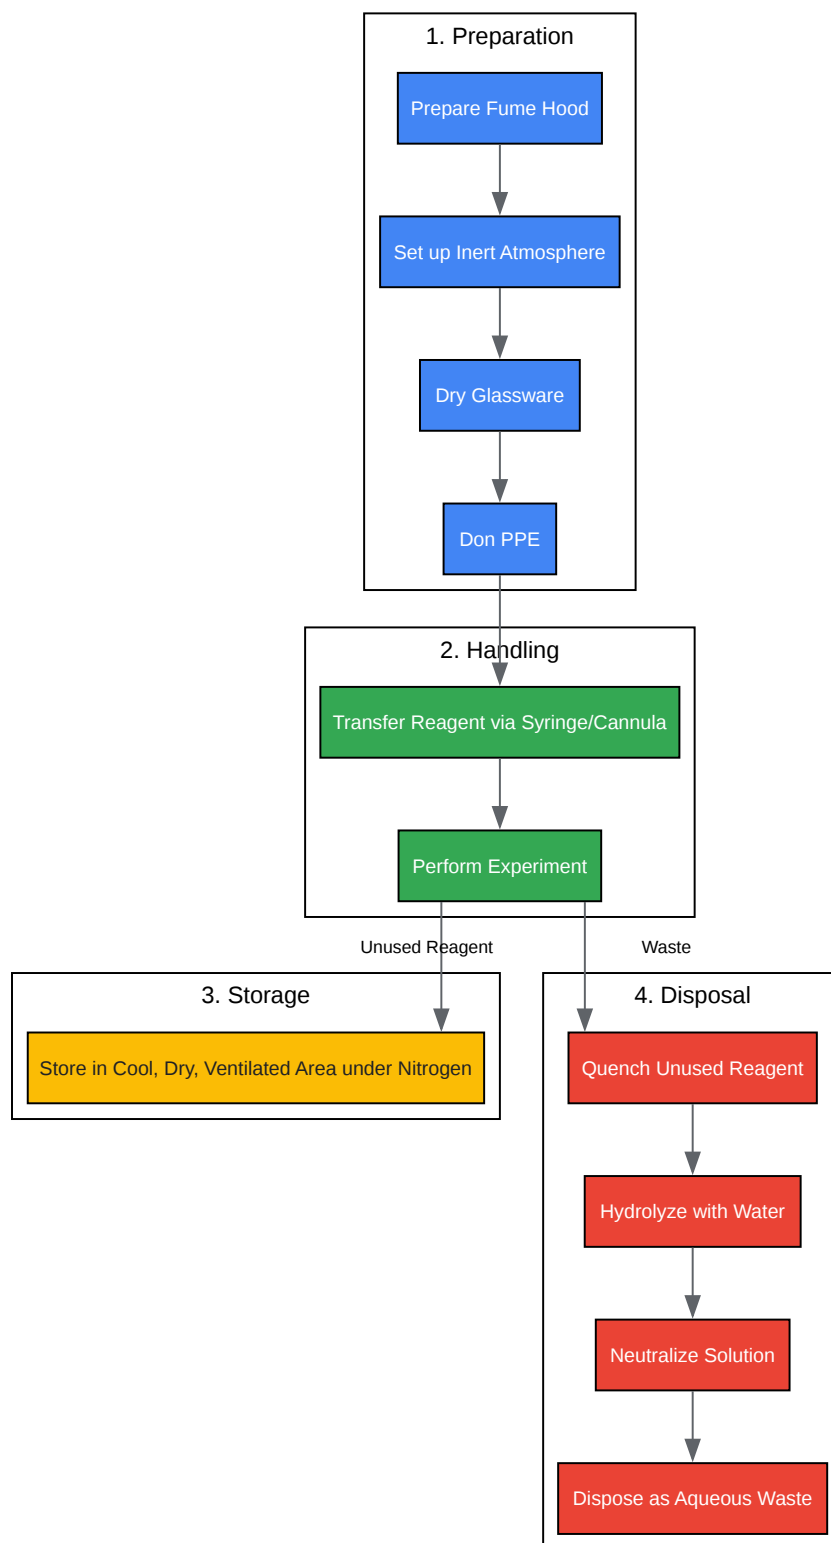 1. Preparation
Prepare Fume Hood
Set up Inert Atmosphere
Dry Glassware
Don PPE
2. Handling
Transfer Reagent via Syringe/Cannula
Perform Experiment
Unused Reagent
Waste
3. Storage
Store in Cool, Dry, Ventilated Area under Nitrogen
4. Disposal
Quench Unused Reagent
Hydrolyze with Water
Neutralize Solution
Dispose as Aqueous Waste